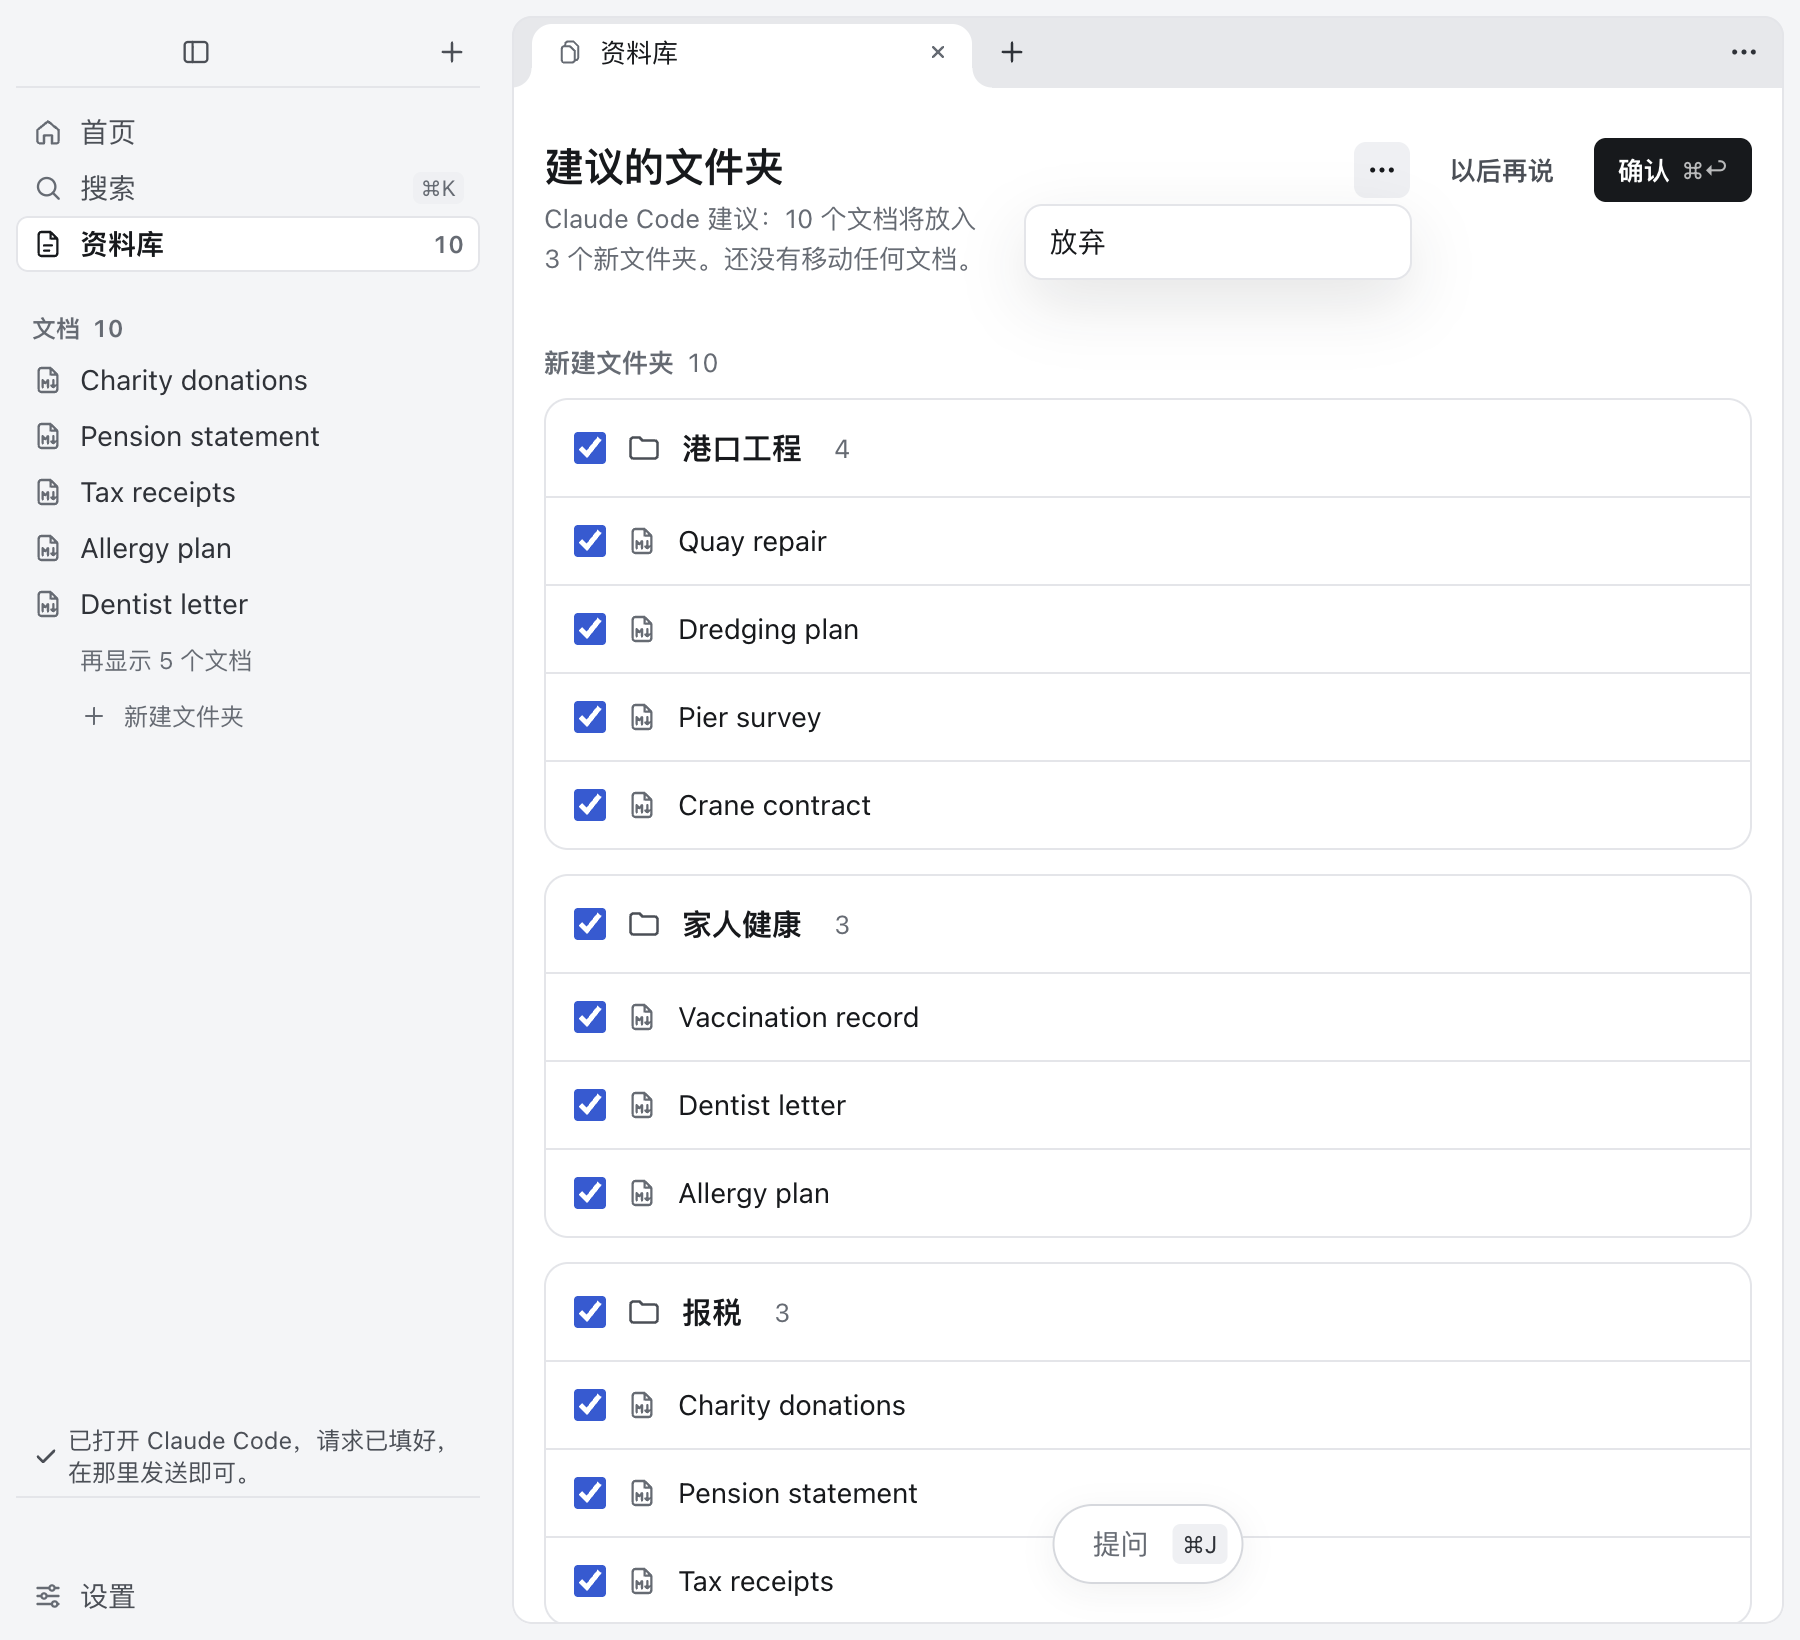 首页
搜索 ⌘K
资料库 10
文档 10
Charity donations
Pension statement
Tax receipts
Allergy plan
Dentist letter
再显示 5 个文档
新建文件夹
已打开 Claude Code，请求已填好，
在那里发送即可。
设置
资料库
建议的文件夹
Claude Code 建议：10 个文档将放入
3 个新文件夹。还没有移动任何文档。
以后再说
确认 ⌘↩
放弃
新建文件夹 10
港口工程 4
Quay repair
Dredging plan
Pier survey
Crane contract
家人健康 3
Vaccination record
Dentist letter
Allergy plan
报税 3
Charity donations
Pension statement
Tax receipts
提问 ⌘J